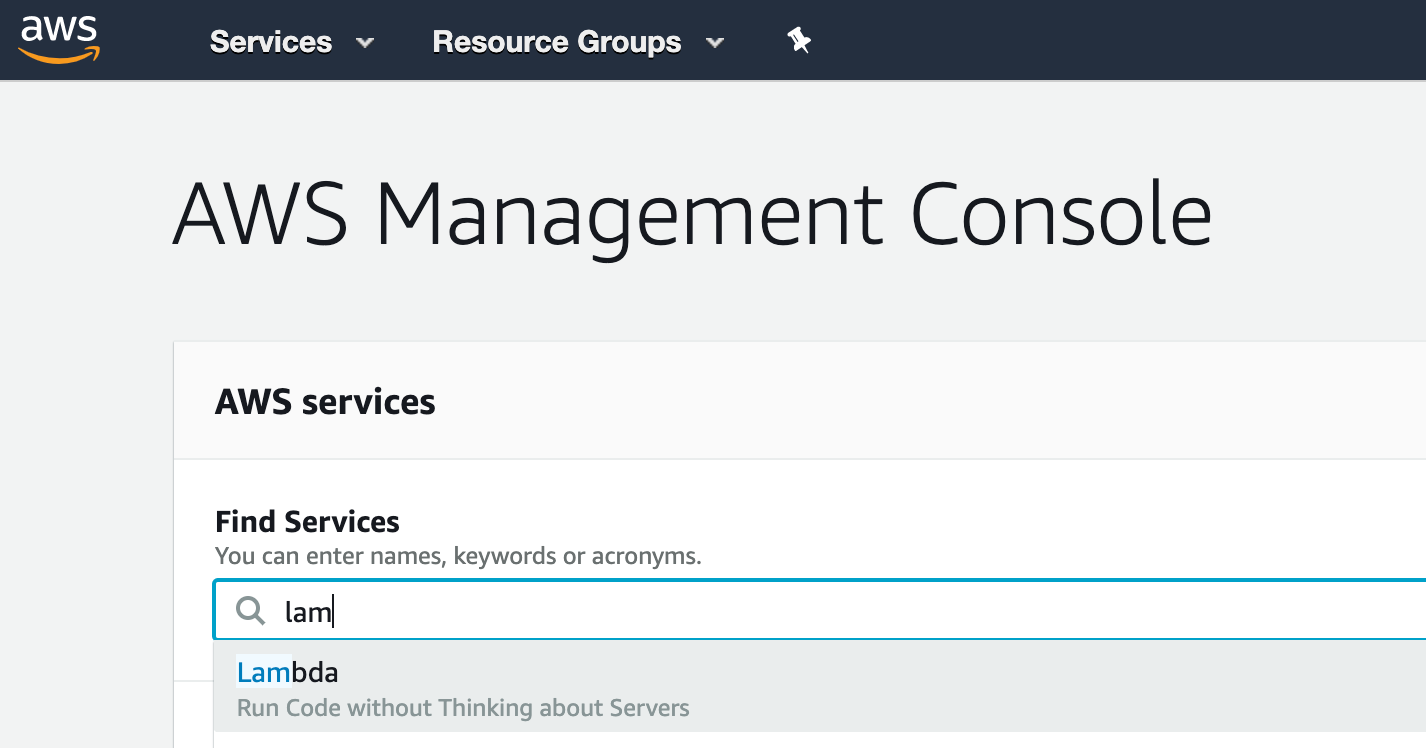 aws Services Resource Groups
AWS Management Console
AWS services
Find Services
You can enter names, keywords or acronyms.
lam
Lambda
Run Code without Thinking about Servers